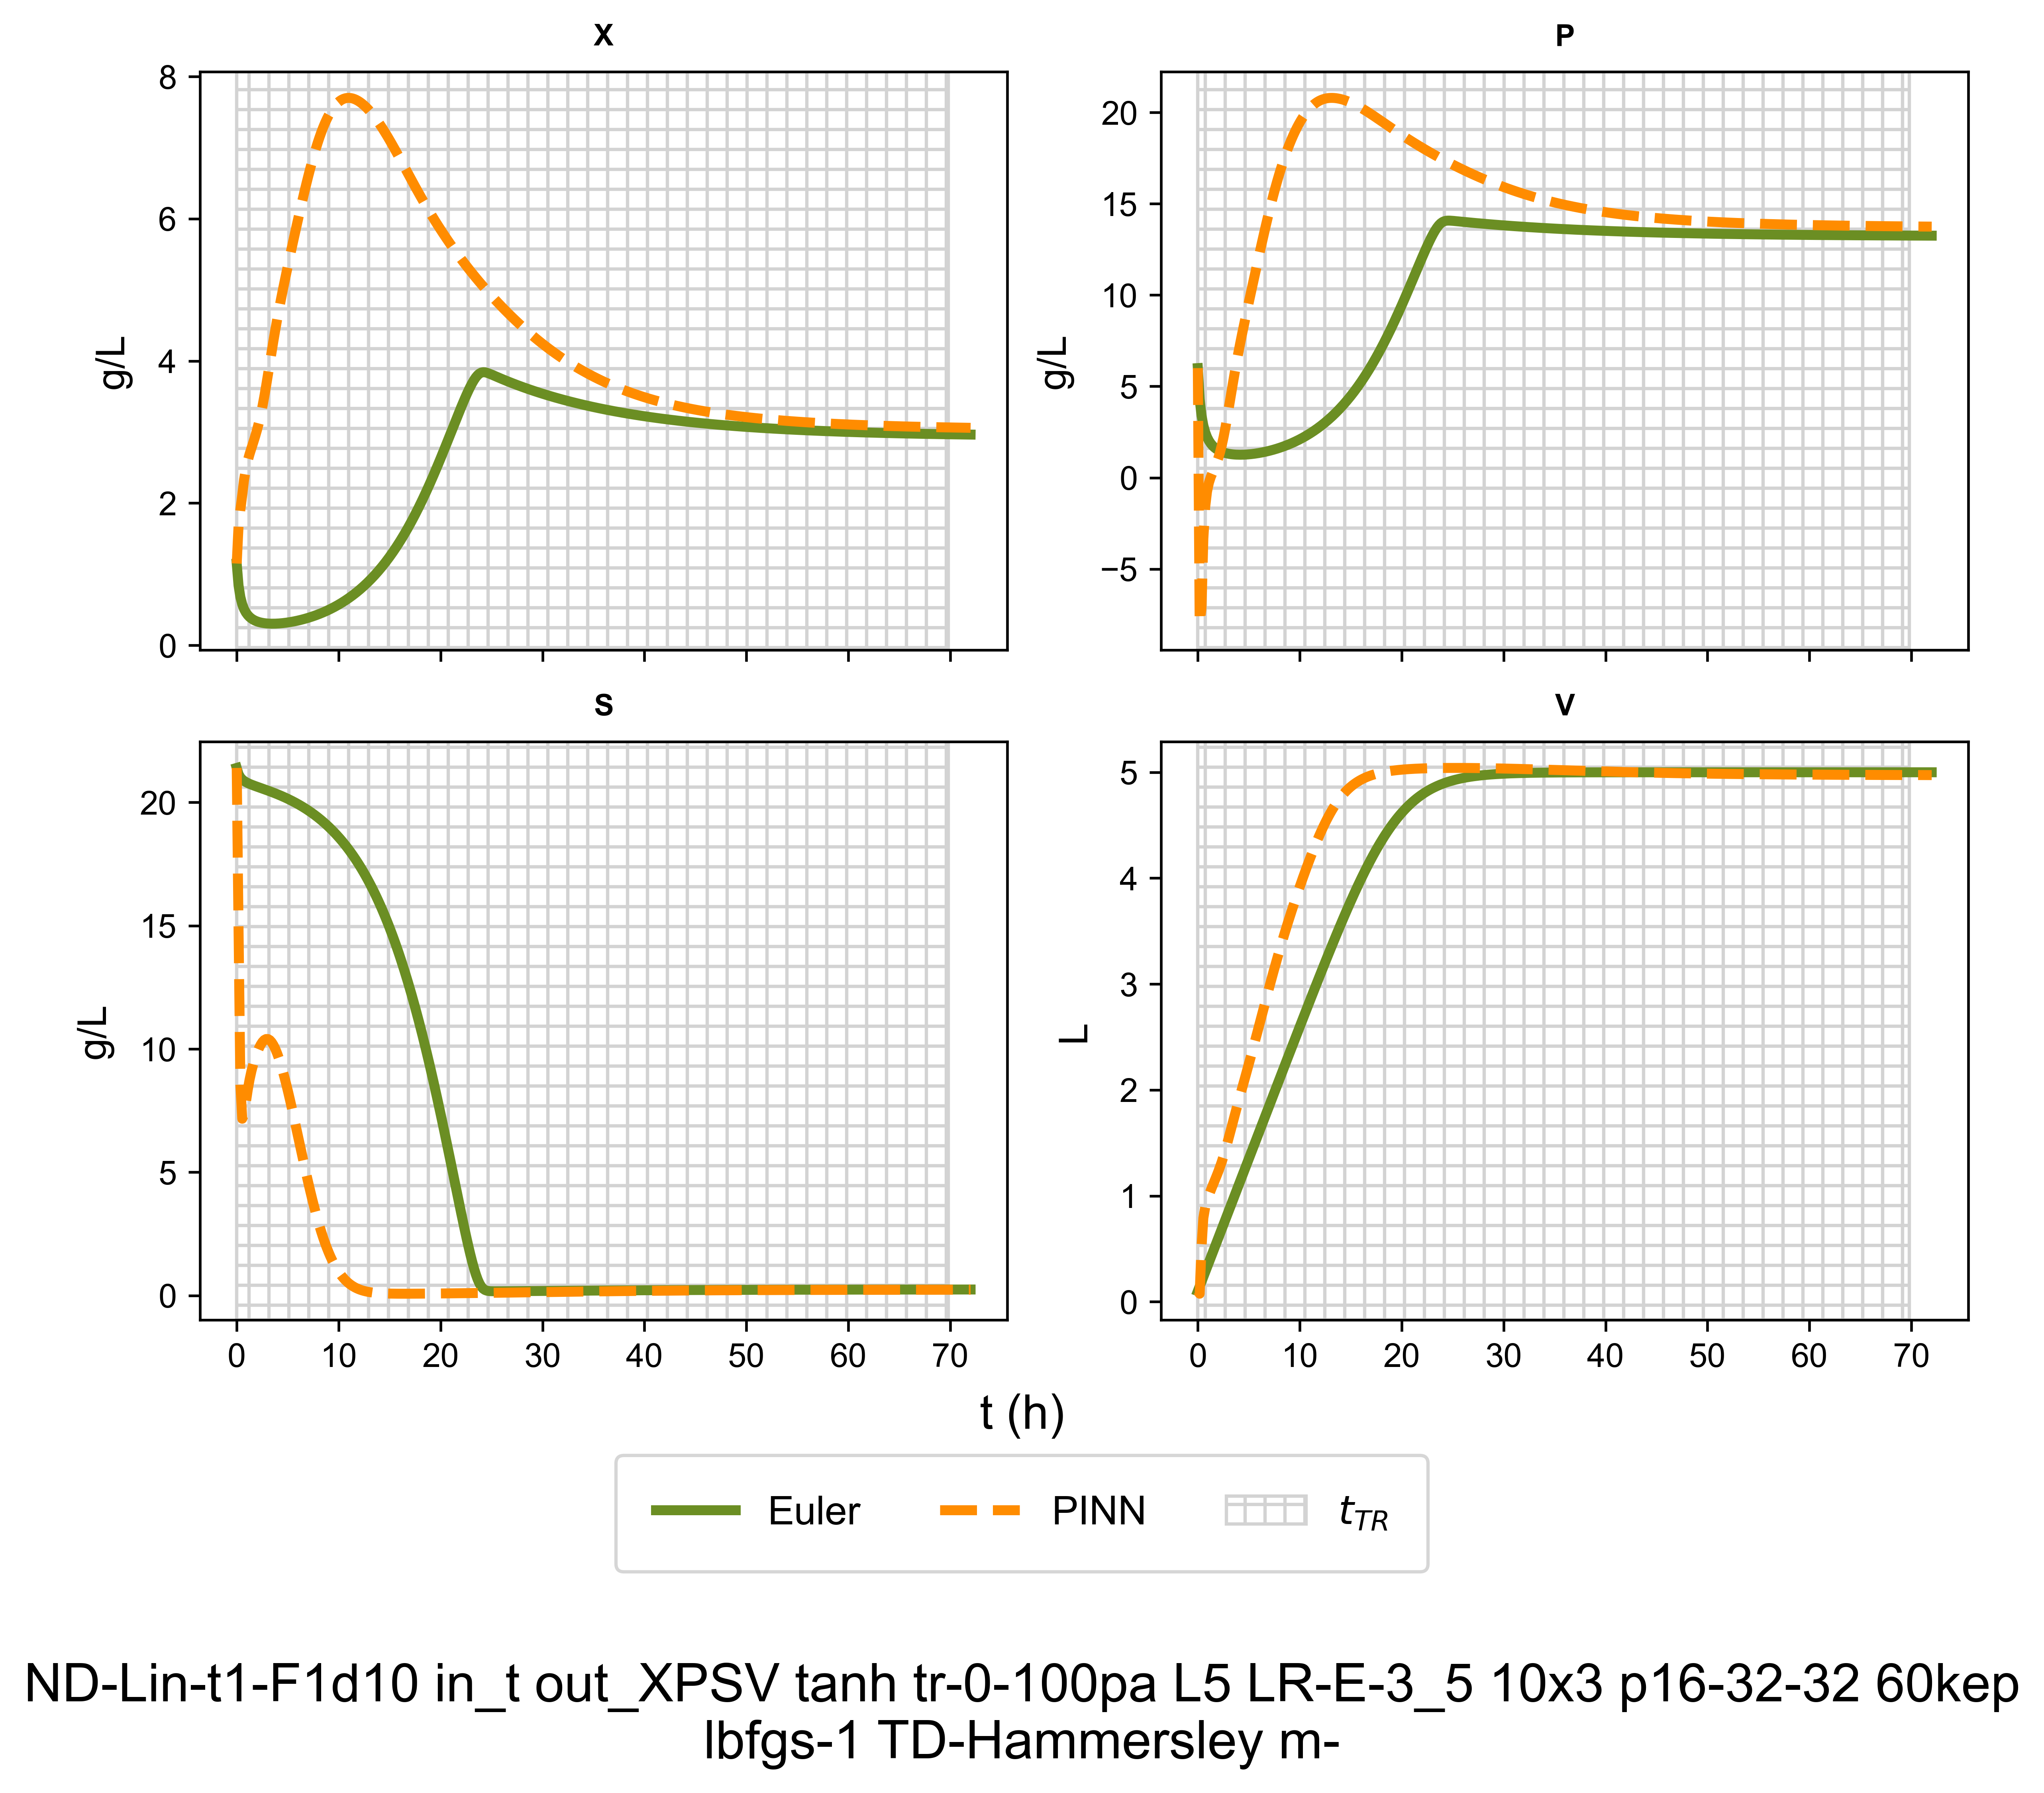 X
8
6
4
2
0
g/L
P
20
15
10
5
0
−5
g/L
S
20
15
10
5
0
g/L
0 10 20 30 40 50 60 70
V
5
4
3
2
1
0
L
0 10 20 30 40 50 60 70
t (h)
Euler PINN t_TR
ND-Lin-t1-F1d10 in_t out_XPSV tanh tr-0-100pa L5 LR-E-3_5 10x3 p16-32-32 60kep
lbfgs-1 TD-Hammersley m-